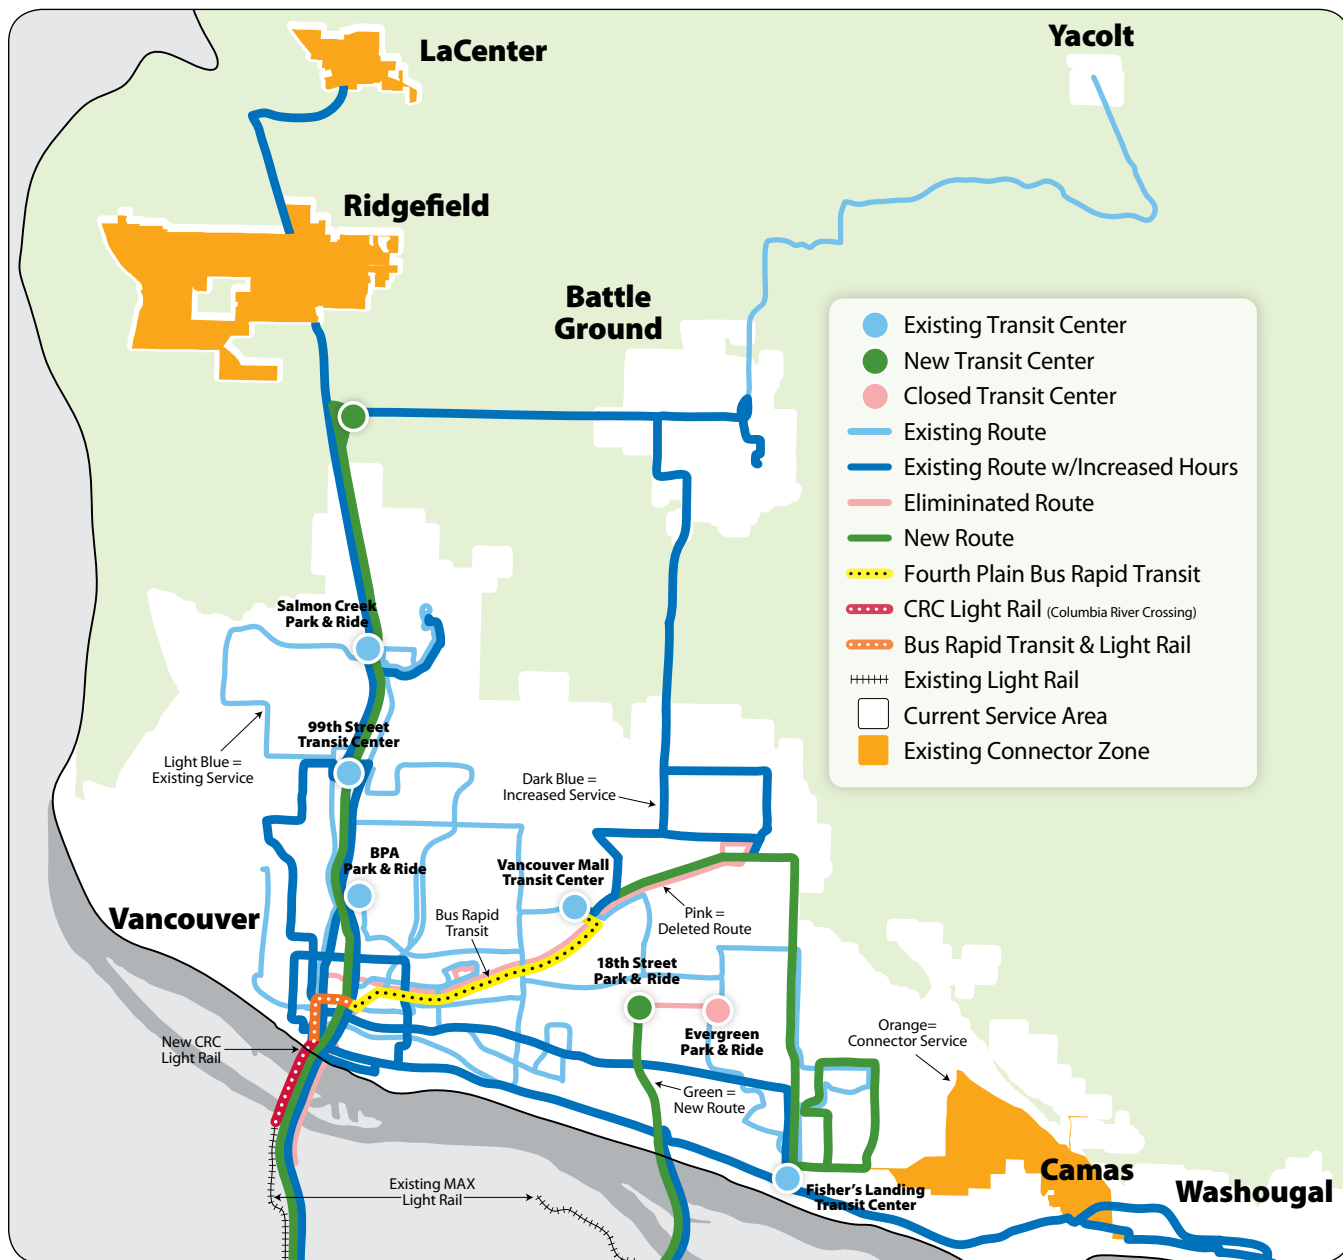 LaCenter
Yacolt
Ridgefield
Battle
Ground
Existing Transit Center
New Transit Center
Closed Transit Center
Existing Route
Existing Route w/Increased Hours
Elimininated Route
New Route
Fourth Plain Bus Rapid Transit
CRC Light Rail (Columbia River Crossing)
Bus Rapid Transit & Light Rail
Existing Light Rail
Current Service Area
Existing Connector Zone
Salmon Creek
Park & Ride
99th Street
Transit Center
Light Blue =
Existing Service
Dark Blue =
Increased Service
BPA
Park & Ride
Vancouver Mall
Transit Center
Vancouver
Bus Rapid
Transit
Pink =
Deleted Route
18th Street
Park & Ride
Evergreen
Park & Ride
Orange=
Connector Service
New CRC
Light Rail
Green =
New Route
Existing MAX
Light Rail
Fisher's Landing
Transit Center
Camas
Washougal